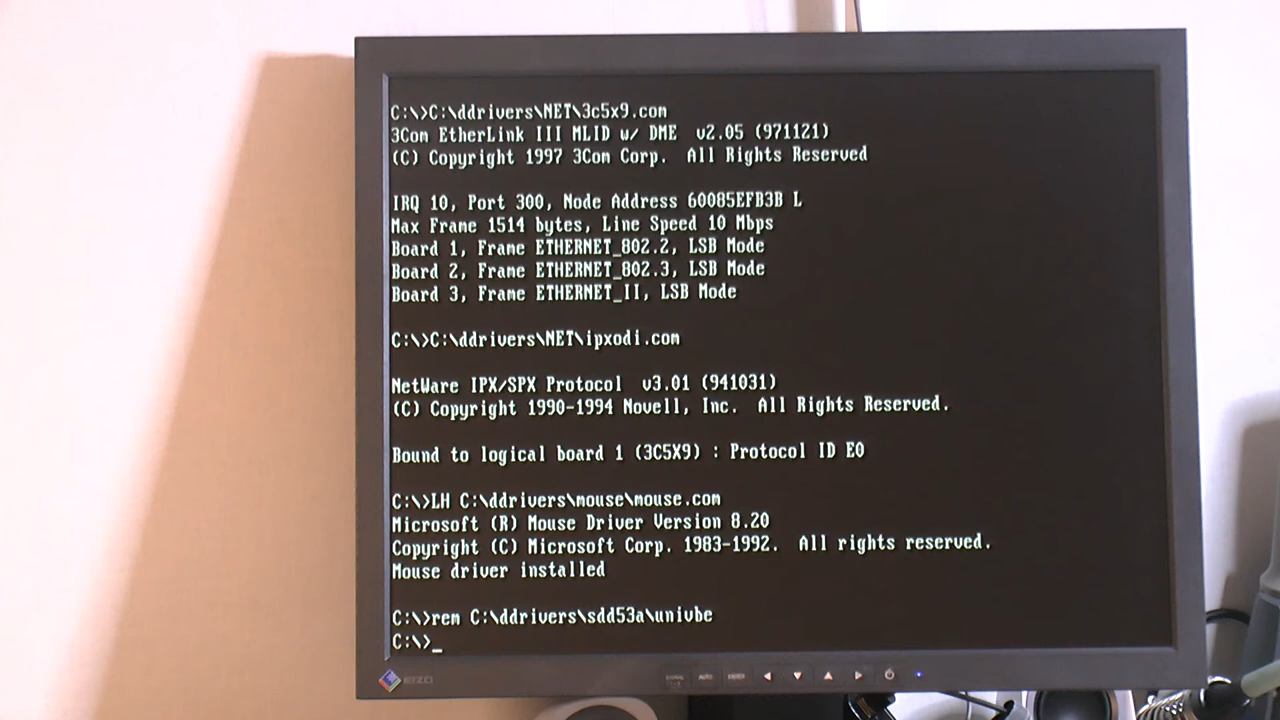 C:\>C:\ddrivers\NET\3c5x9.com
3Com EtherLink III MLID w/ DME  v2.05 (971121)
(C) Copyright 1997 3Com Corp.  All Rights Reserved
IRQ 10, Port 300, Node Address 60085EFB3B L
Max Frame 1514 bytes, Line Speed 10 Mbps
Board 1, Frame ETHERNET_802.2, LSB Mode
Board 2, Frame ETHERNET_802.3, LSB Mode
Board 3, Frame ETHERNET_II, LSB Mode
C:\>C:\ddrivers\NET\ipxodi.com
NetWare IPX/SPX Protocol  v3.01 (941031)
(C) Copyright 1990-1994 Novell, Inc.  All Rights Reserved.
Bound to logical board 1 (3C5X9) : Protocol ID E0
C:\>LH C:\ddrivers\mouse\mouse.com
Microsoft (R) Mouse Driver Version 8.20
Copyright (C) Microsoft Corp. 1983-1992.  All rights reserved.
Mouse driver installed
C:\>rem C:\ddrivers\sdd53a\univbe
C:\>_
EIZO
SIGNAL AUTO ENTER